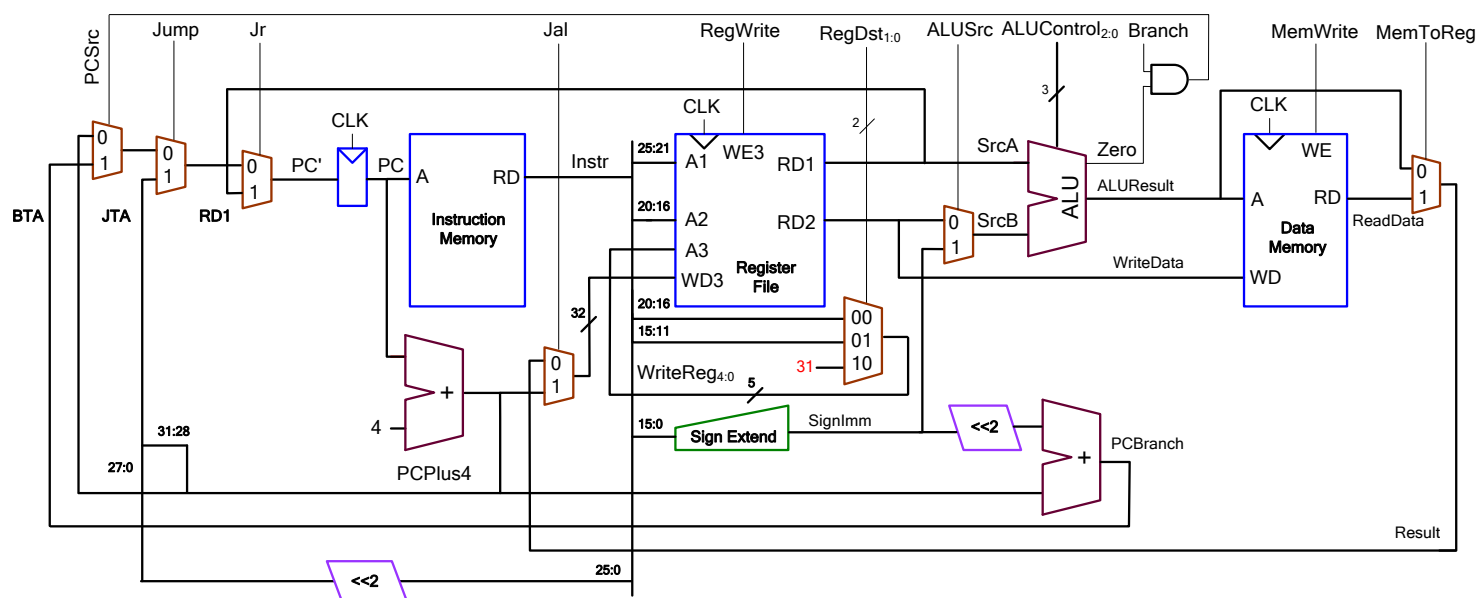 PCSrc
Jump
Jr
Jal
RegWrite
RegDst1:0
ALUSrc
ALUControl2:0
Branch
MemWrite
MemToReg
0
1
0
1
0
1
BTA
JTA
RD1
PC'
CLK
PC
A
RD
Instruction
Memory
Instr
25:21
20:16
CLK
WE3
A1
RD1
A2
RD2
A3
WD3
Register
File
2
3
0
1
SrcA
SrcB
ALU
Zero
ALUResult
WriteData
CLK
WE
A
RD
Data
Memory
WD
0
1
ReadData
32
20:16
15:11
00
01
10
31
WriteReg4:0
5
0
1
+
4
PCPlus4
31:28
27:0
15:0
Sign Extend
SignImm
<<2
+
PCBranch
Result
<<2
25:0